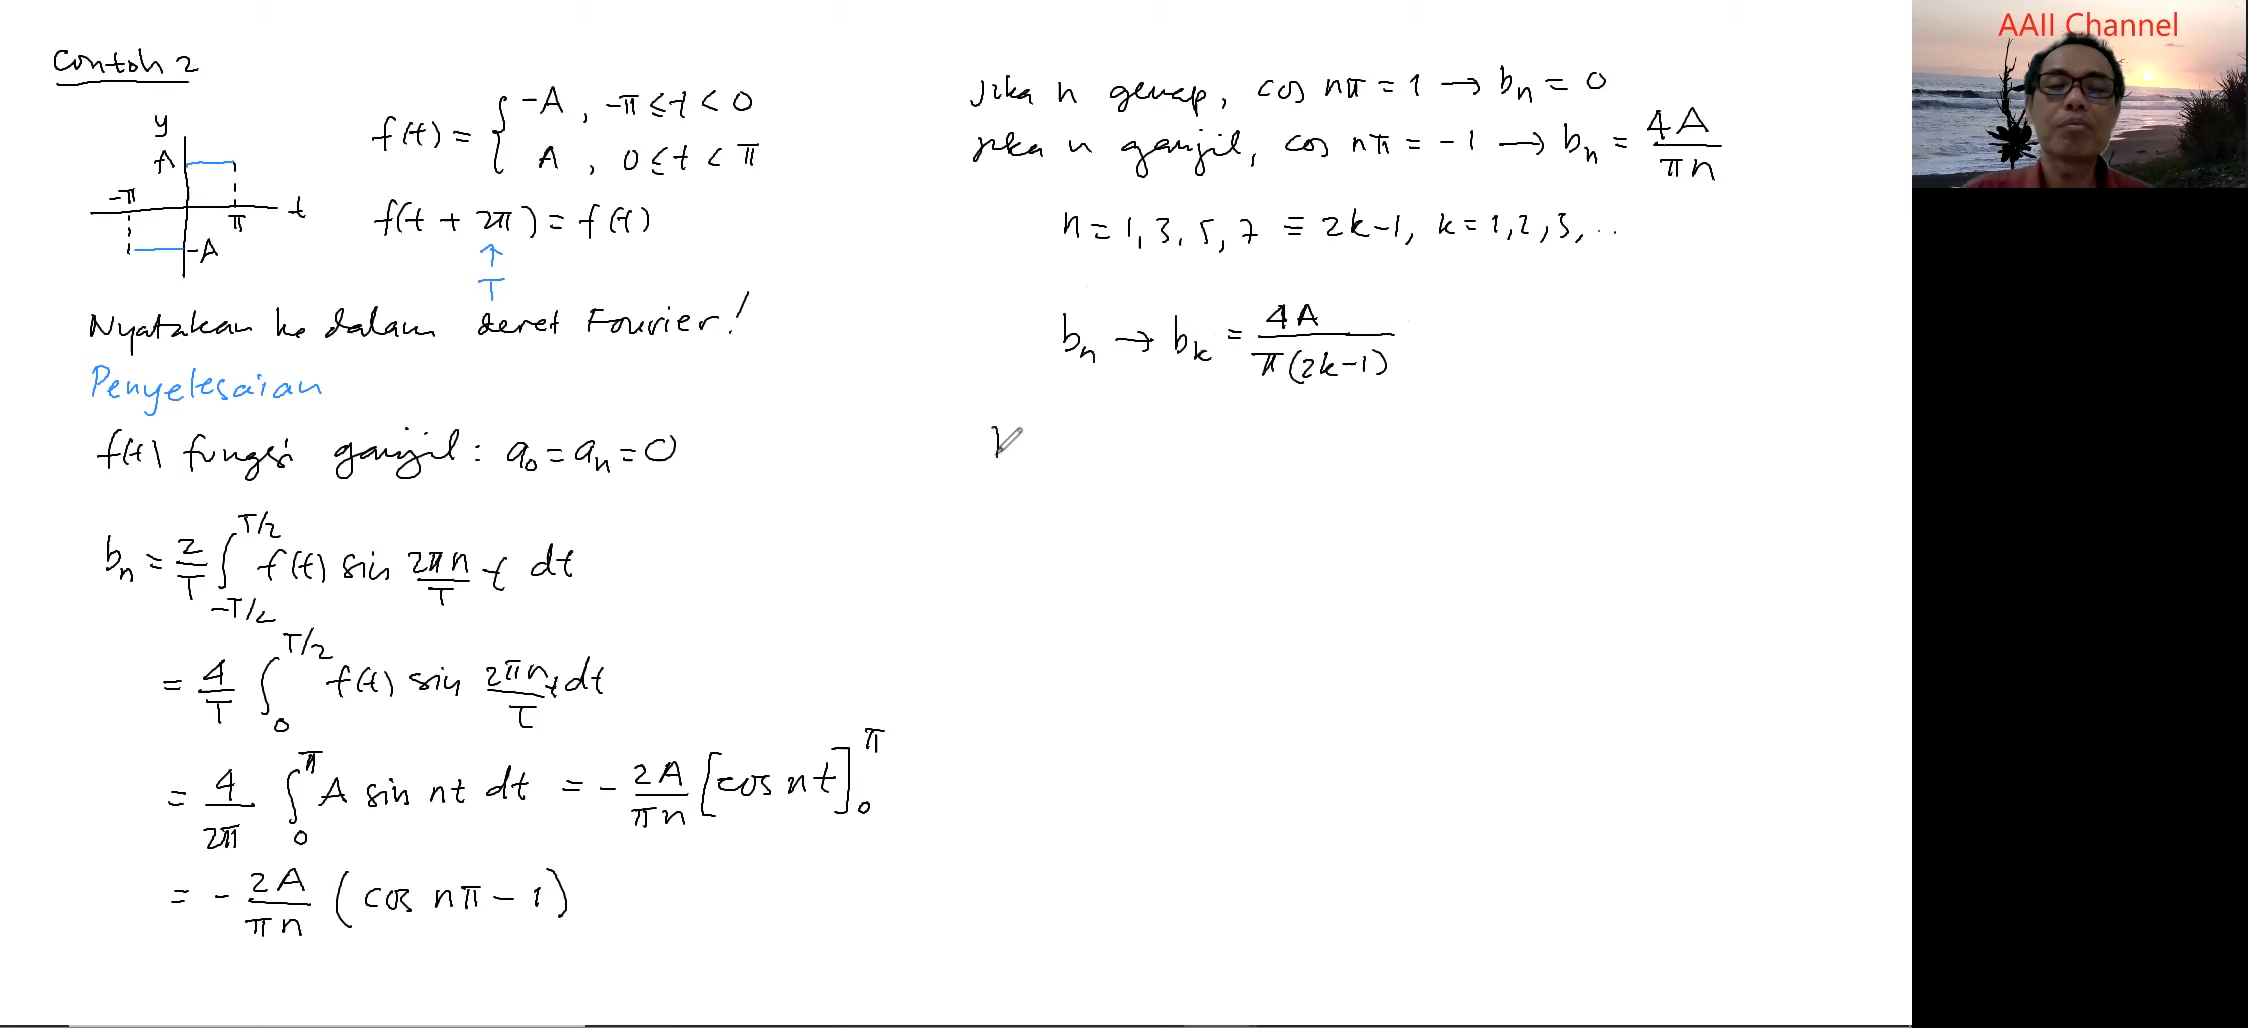 Contoh 2
y
A
-π
π
t
-A
f(t) = { -A , -π ≤ t < 0
A , 0 ≤ t < π
f(t + 2π) = f(t)
↑
T
Nyatakan ke dalam deret Fourier!
Penyelesaian
f(t) fungsi ganjil : a₀ = aₙ = 0
bₙ = 2/T ∫_{-T/2}^{T/2} f(t) sin 2πn/T t dt
= 4/T ∫_0^{T/2} f(t) sin 2πn/T t dt
= 4/2π ∫_0^π A sin nt dt = - 2A/πn [cos nt]_0^π
= - 2A/πn (cos nπ - 1)
Jika n genap, cos nπ = 1 → bₙ = 0
jika n ganjil, cos nπ = -1 → bₙ = 4A/πn
n = 1, 3, 5, 7 ≡ 2k-1, k = 1, 2, 3, ..
bₙ → bₖ = 4A/π(2k-1)
AAII Channel